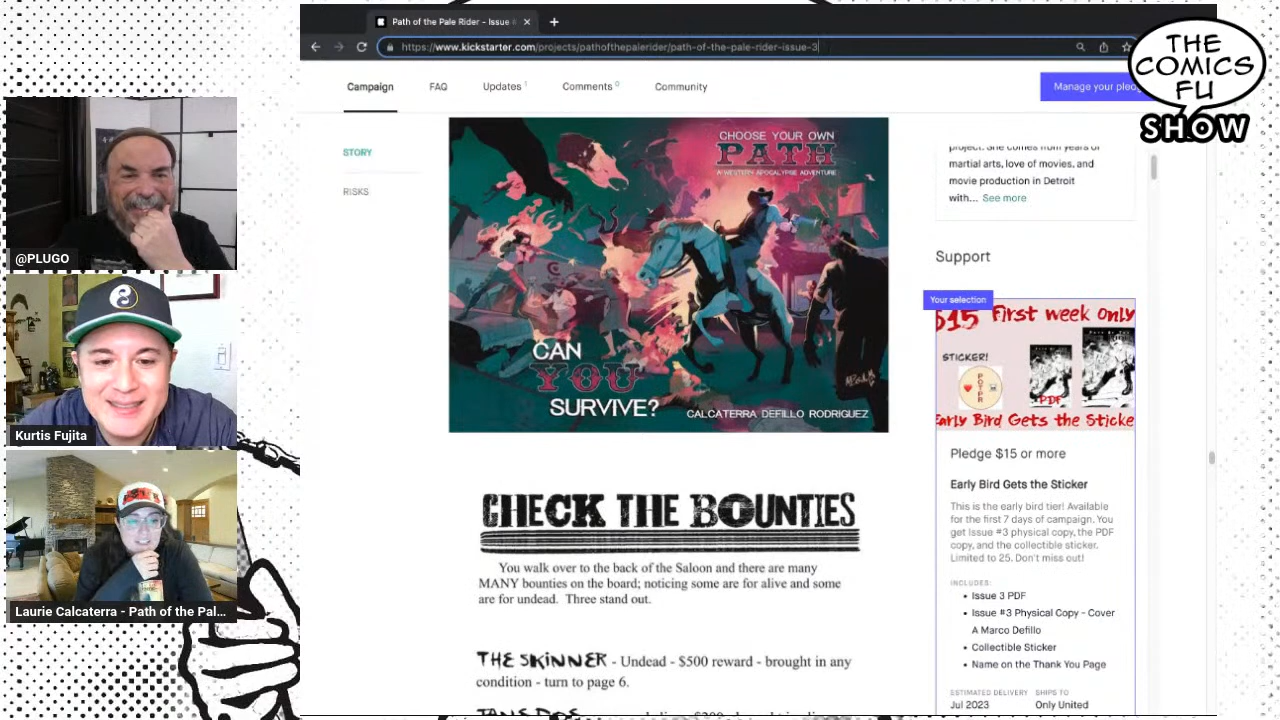 Path of the Pale Rider - Issue
https://www.kickstarter.com/projects/pathofthepalerider/path-of-the-pale-rider-issue-3
THE
COMICS
FU
SHOW
Campaign
FAQ
Updates 1
Comments 0
Community
Manage your pledg
STORY
RISKS
CHOOSE YOUR OWN
PATH
A WESTERN APOCALYPSE ADVENTURE
CAN
YOU
SURVIVE?
CALCATERRA DEFILLO RODRIGUEZ
CHECK THE BOUNTIES
You walk over to the back of the Saloon and there are many
MANY bounties on the board; noticing some are for alive and some
are for undead. Three stand out.
THE SKINNER - Undead - $500 reward - brought in any
condition - turn to page 6.
project. She comes from years of
martial arts, love of movies, and
movie production in Detroit
with... See more
Support
Your selection
$15 First week only
STICKER!
POTPR
PDF
Early Bird Gets the Sticke
Pledge $15 or more
Early Bird Gets the Sticker
This is the early bird tier! Available
for the first 7 days of campaign. You
get Issue #3 physical copy, the PDF
copy, and the collectible sticker.
Limited to 25. Don't miss out!
INCLUDES:
• Issue 3 PDF
• Issue #3 Physical Copy - Cover
A Marco Defillo
• Collectible Sticker
• Name on the Thank You Page
ESTIMATED DELIVERY SHIPS TO
Jul 2023 Only United
@PLUGO
Kurtis Fujita
Laurie Calcaterra - Path of the Pal...